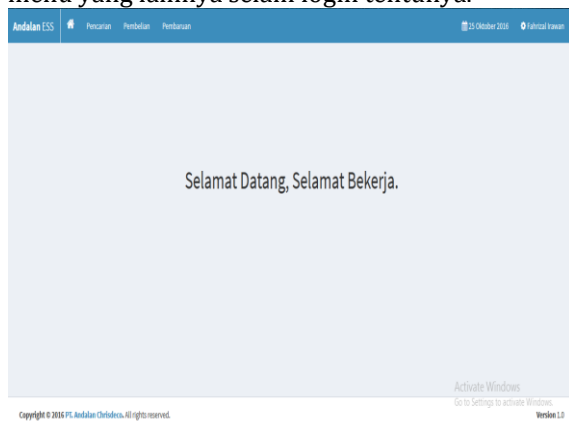 menu yang lainnya selain login tentunya.
Andalan ESS Pencarian Pembelian Pembaruan 25 Oktober 2016 Fahrizal Irawan
Selamat Datang, Selamat Bekerja.
Activate Windows
Go to Settings to activate Windows.
Copyright © 2016 PT. Andalan Chrisdeco. All rights reserved. Version 1.0